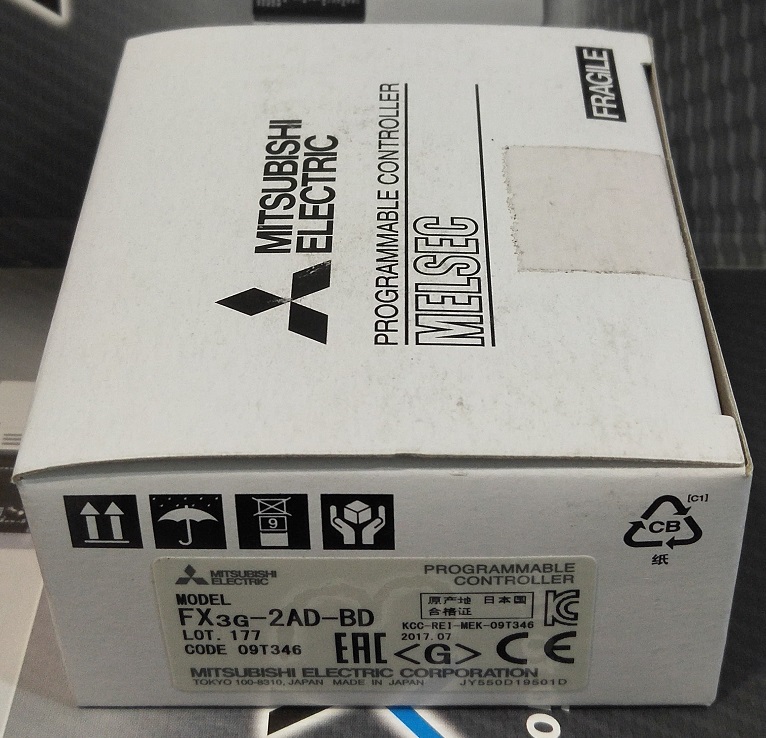 MITSUBISHI
ELECTRIC
PROGRAMMABLE CONTROLLER
MELSEC
FRAGILE
9
[C1]
CB
纸
MITSUBISHI
ELECTRIC
PROGRAMMABLE
CONTROLLER
MODEL
FX3G-2AD-BD
LOT. 177
CODE 09T346
原产地 日本国
合格证
KCC-REI-MEK-09T346
2017.07
EAC <G> CE
MITSUBISHI ELECTRIC CORPORATION
TOKYO 100-8310, JAPAN MADE IN JAPAN JY550D19501D